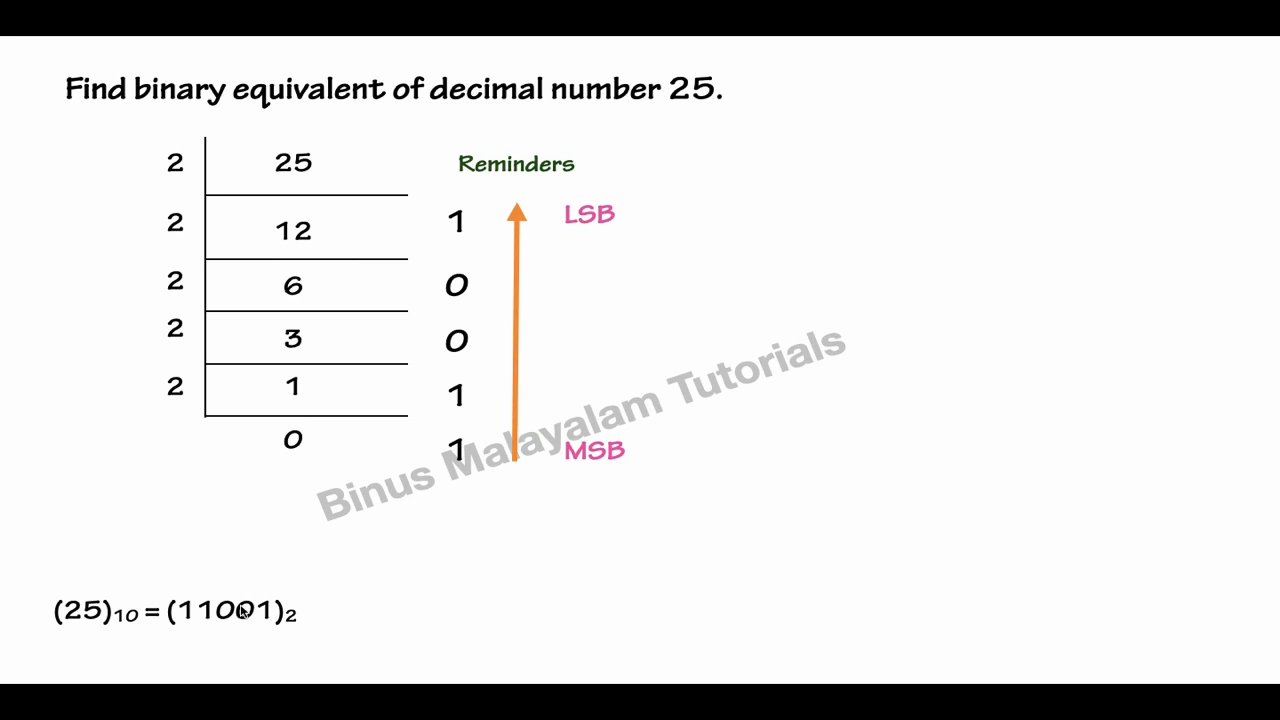 Find binary equivalent of decimal number 25.
2 25 Reminders
2 12 1 LSB
2 6 0
2 3 0
2 1 1
0 1 MSB
Binus Malayalam Tutorials
(25)10 = (11001)2